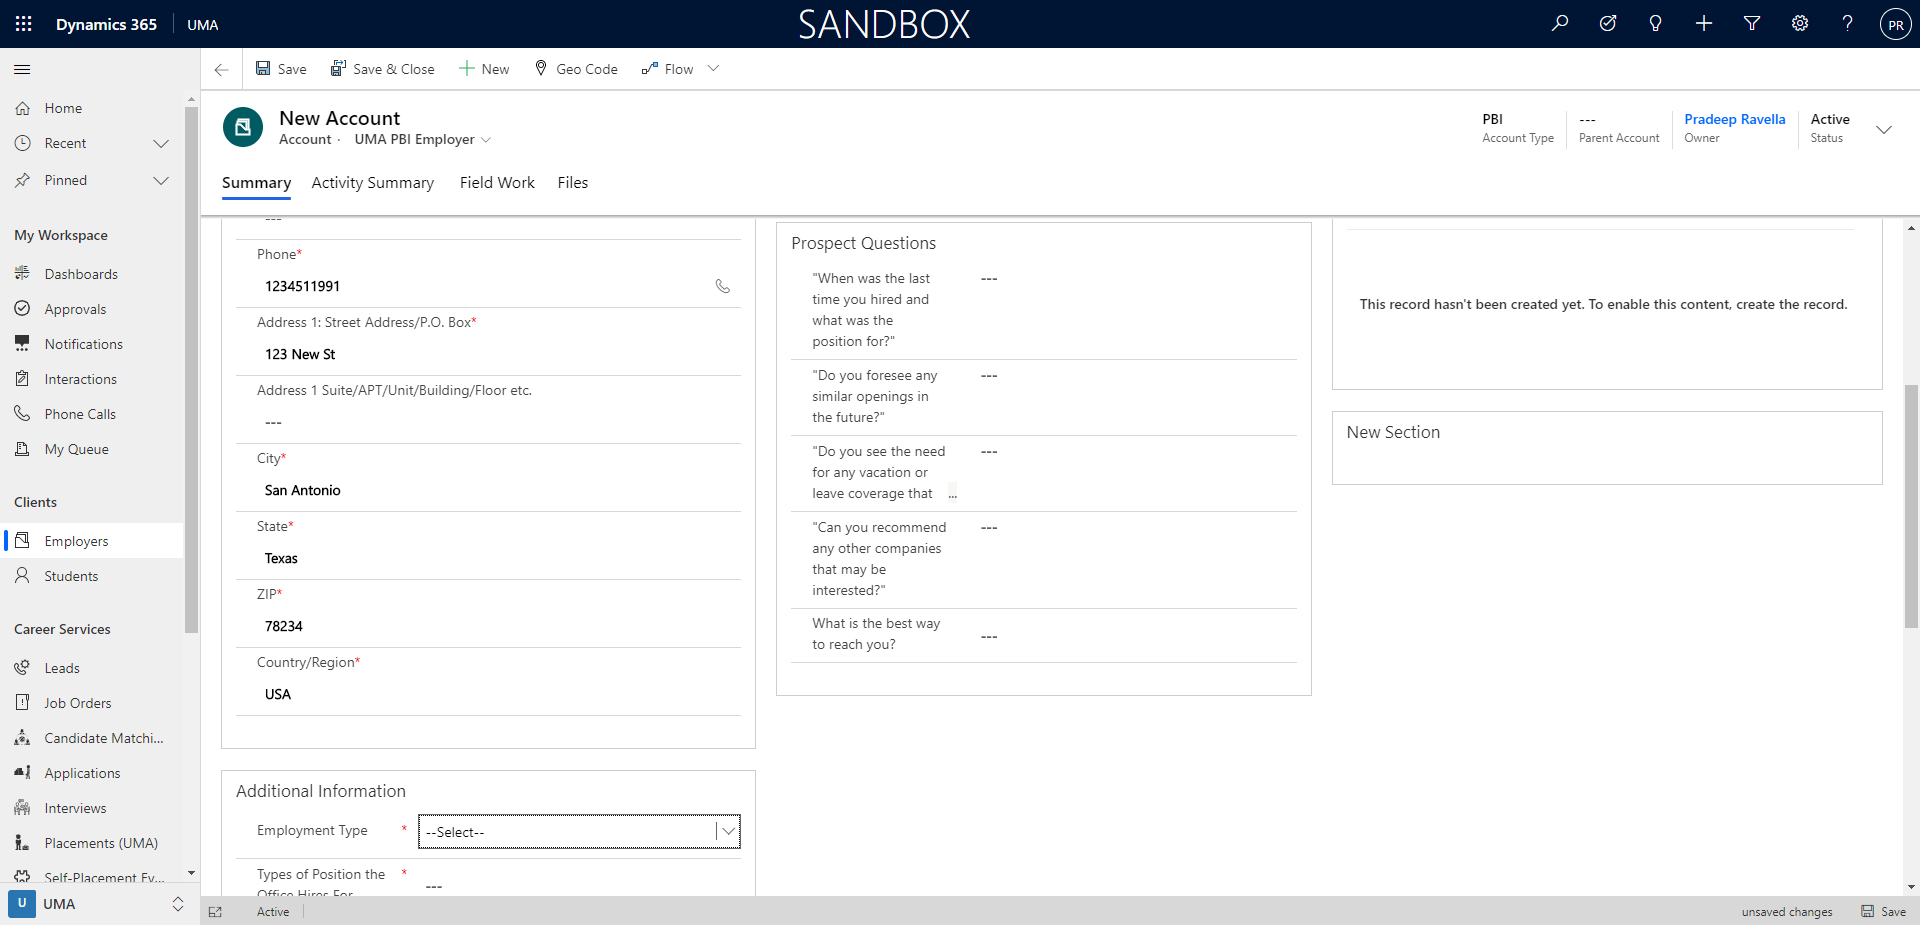 Dynamics 365
UMA
SANDBOX
PR
Save
Save & Close
New
Geo Code
Flow
Home
Recent
Pinned
My Workspace
Dashboards
Approvals
Notifications
Interactions
Phone Calls
My Queue
Clients
Employers
Students
Career Services
Leads
Job Orders
Candidate Matchi...
Applications
Interviews
Placements (UMA)
Self-Placement Ev...
U
UMA
New Account
Account ·
UMA PBI Employer
PBI
Account Type
---
Parent Account
Pradeep Ravella
Owner
Active
Status
Summary
Activity Summary
Field Work
Files
---
Phone*
1234511991
Address 1: Street Address/P.O. Box*
123 New St
Address 1 Suite/APT/Unit/Building/Floor etc.
---
City*
San Antonio
State*
Texas
ZIP*
78234
Country/Region*
USA
Additional Information
Employment Type *
--Select--
Types of Position the *
Office Hires For
---
Prospect Questions
"When was the last
time you hired and
what was the
position for?"
---
"Do you foresee any
similar openings in
the future?"
---
"Do you see the need
for any vacation or
leave coverage that ...
---
"Can you recommend
any other companies
that may be
interested?"
---
What is the best way
to reach you?
---
This record hasn't been created yet. To enable this content, create the record.
New Section
Active
unsaved changes
Save